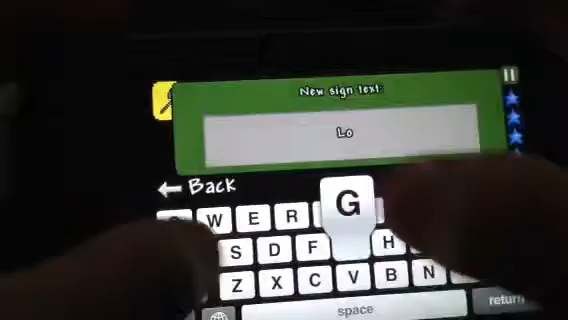 New sign text:
Lo
Back
W E R
G
S D F H
Z X C V B N
space
return